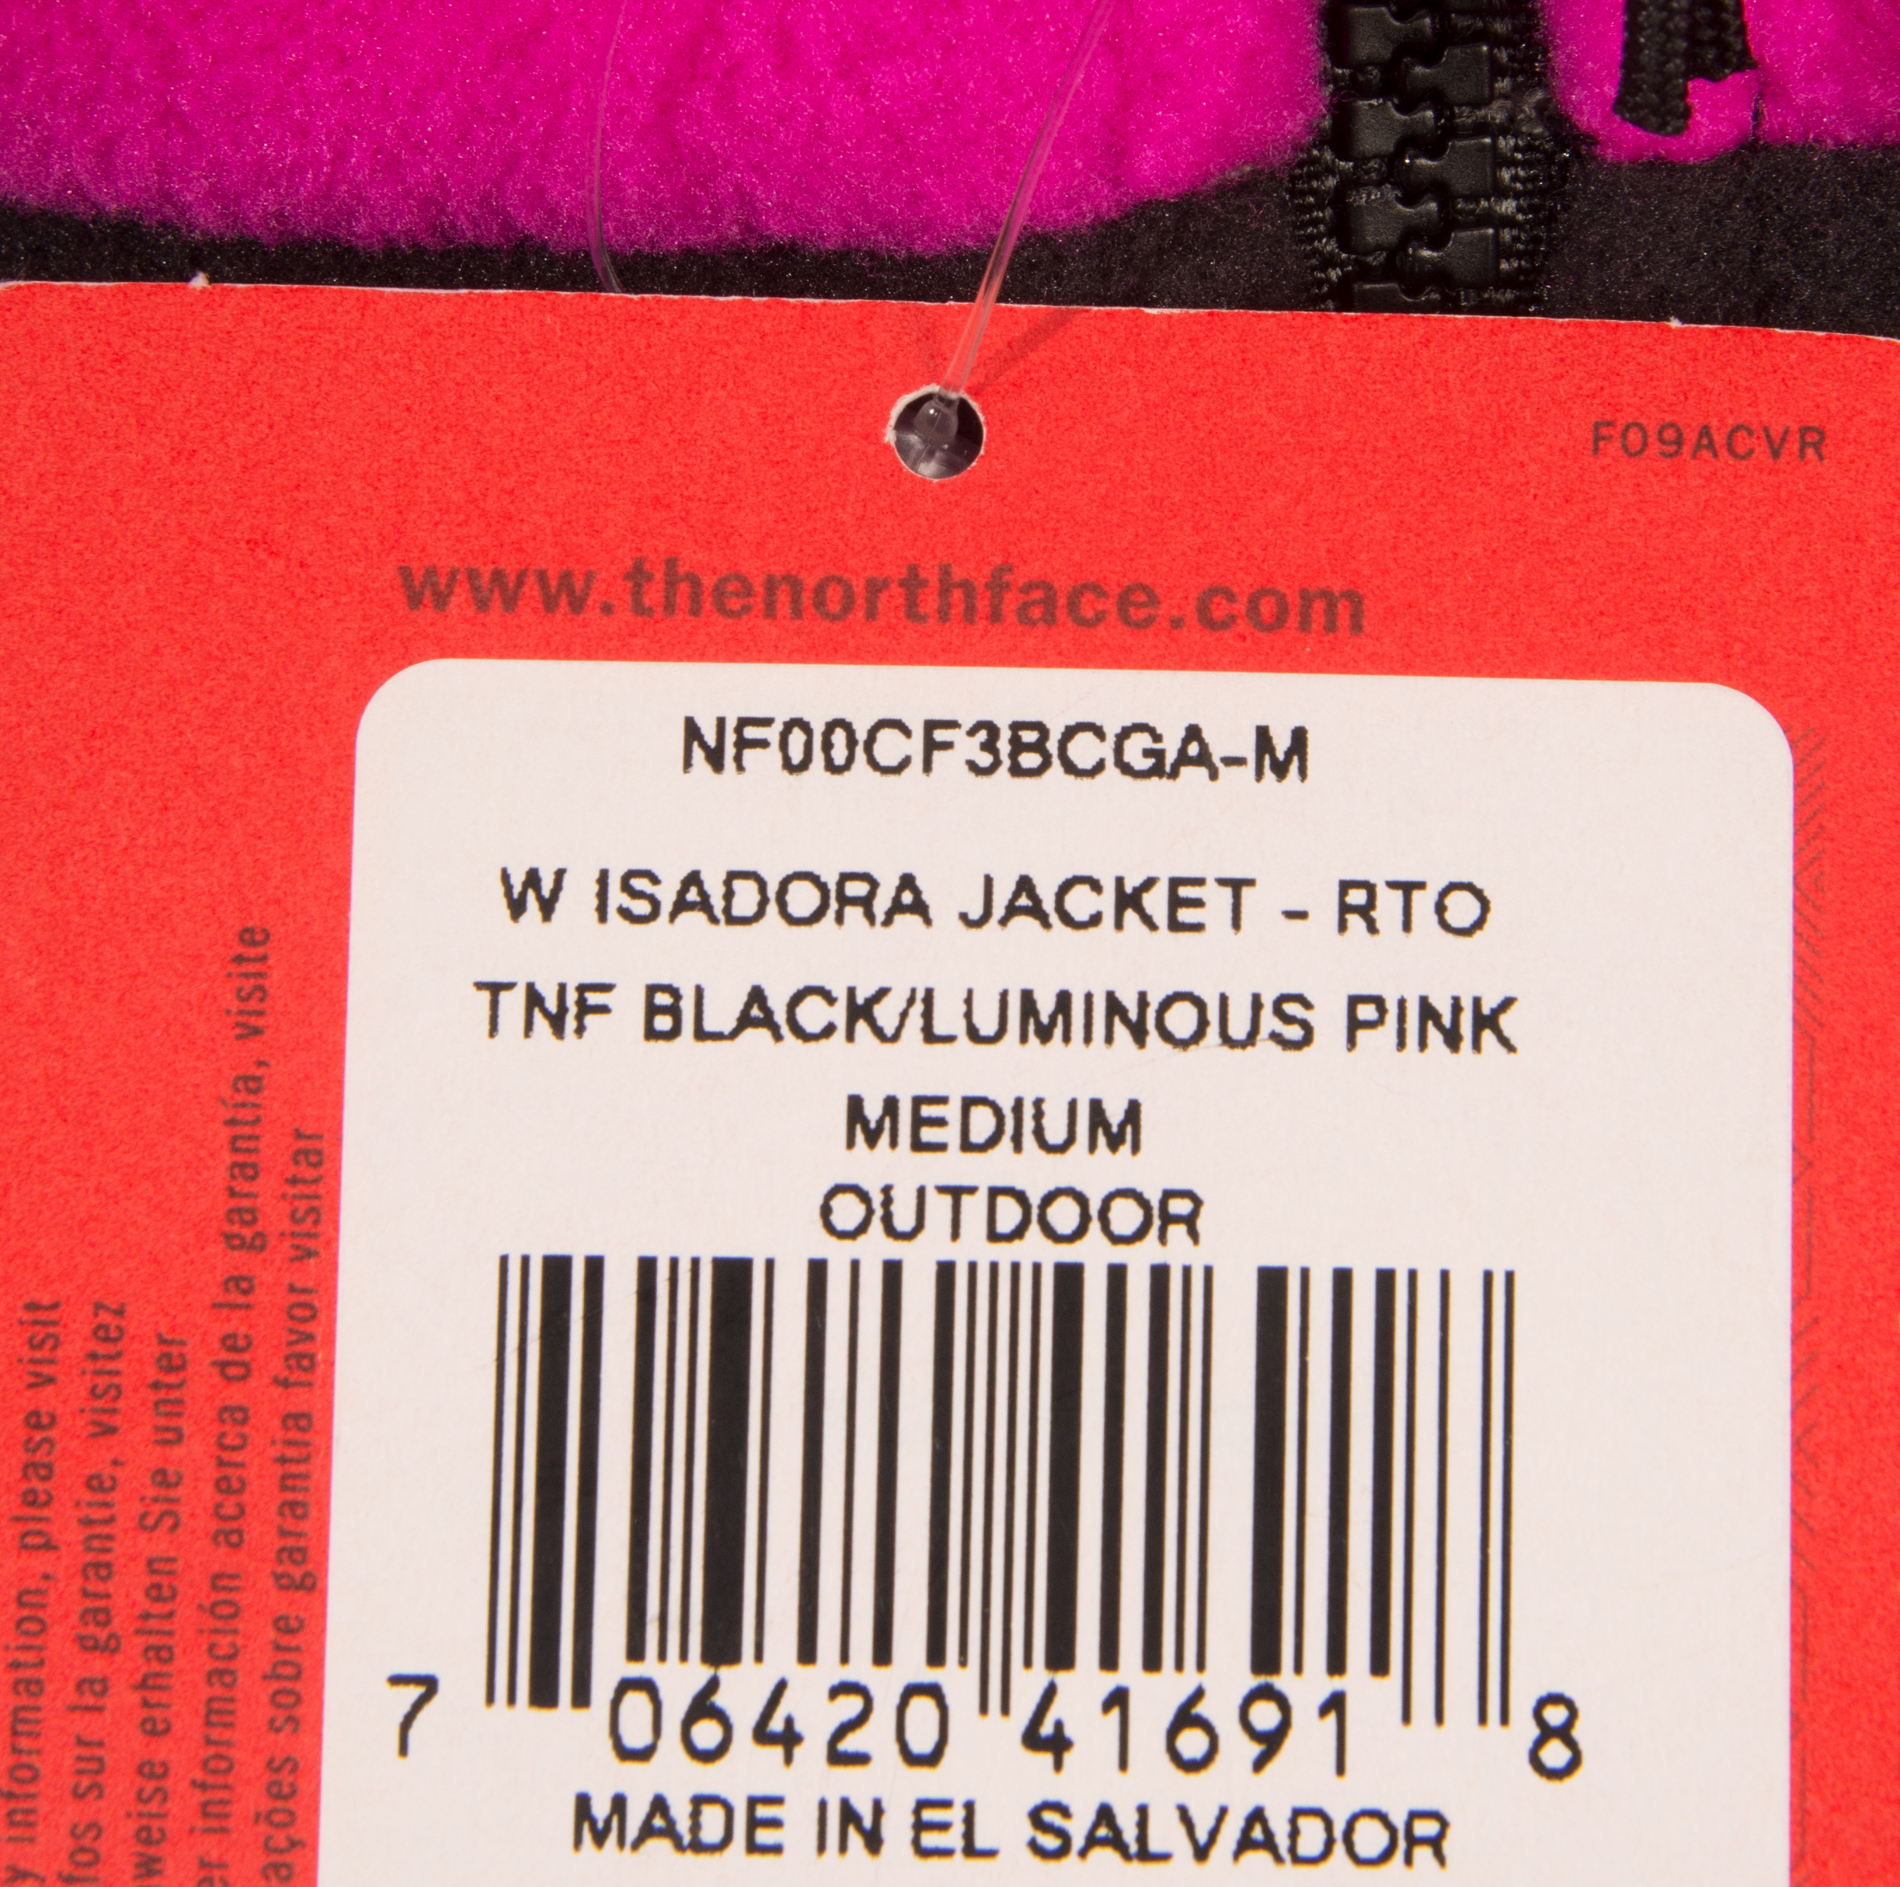 F09ACVR
www.thenorthface.com
NF00CF3BCGA-M
W ISADORA JACKET - RTO
TNF BLACK/LUMINOUS PINK
MEDIUM
OUTDOOR
7 06420 41691 8
MADE IN EL SALVADOR
y information, please visit
fos sur la garantie, visitez
weise erhalten Sie unter
er información acerca de la garantía, visite
ações sobre garantia favor visitar